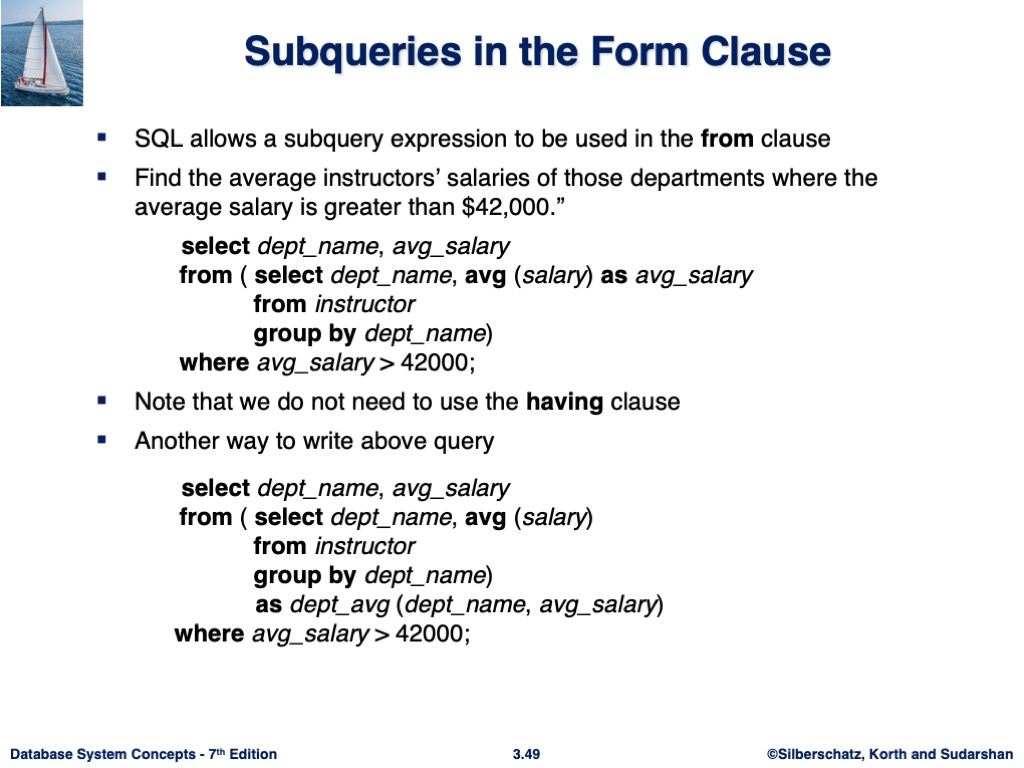 Subqueries in the Form Clause
▪ SQL allows a subquery expression to be used in the from clause
▪ Find the average instructors’ salaries of those departments where the
average salary is greater than $42,000.”
select dept_name, avg_salary
from ( select dept_name, avg (salary) as avg_salary
from instructor
group by dept_name)
where avg_salary > 42000;
▪ Note that we do not need to use the having clause
▪ Another way to write above query
select dept_name, avg_salary
from ( select dept_name, avg (salary)
from instructor
group by dept_name)
as dept_avg (dept_name, avg_salary)
where avg_salary > 42000;
Database System Concepts - 7th Edition 3.49 ©Silberschatz, Korth and Sudarshan